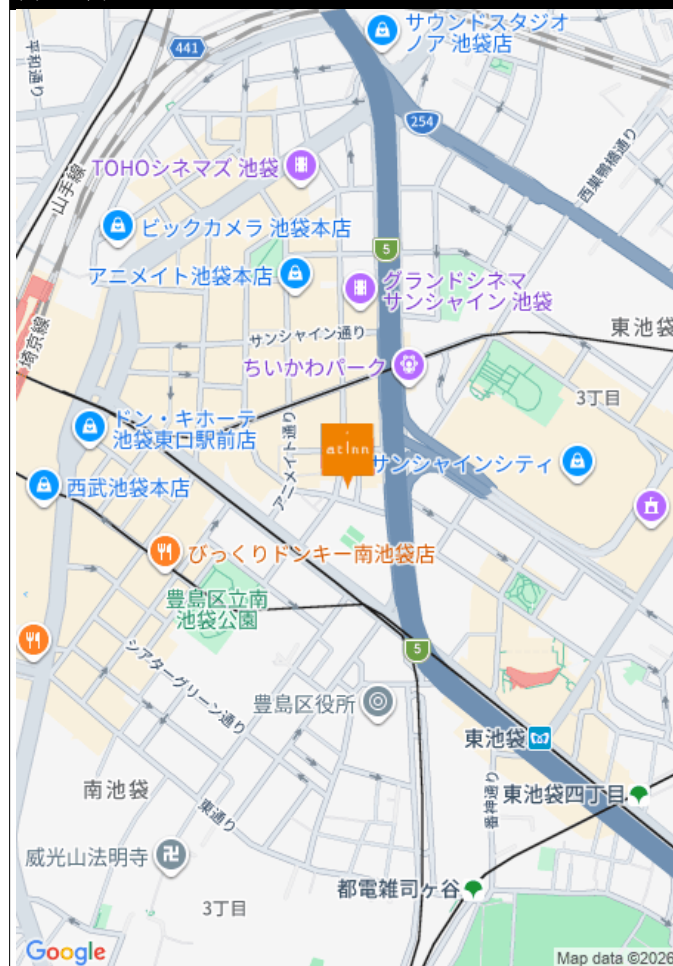 サウンドスタジオ
ノア 池袋店
平和通り
441
254
TOHOシネマズ 池袋
山手線
西巣鴨橋通り
ビックカメラ 池袋本店
5
アニメイト池袋本店
グランドシネマ
サンシャイン 池袋
埼京線
サンシャイン通り
東池袋
ちいかわパーク
3丁目
ドン・キホーテ
池袋東口駅前店
アニメイト通り
atinn
サンシャインシティ
西武池袋本店
びっくりドンキー南池袋店
豊島区立南
池袋公園
5
シアターグリーン通り
豊島区役所
東池袋
南池袋
東通り
音神通り
東池袋四丁目
威光山法明寺
都電雑司ヶ谷
3丁目
Google
Map data ©2026